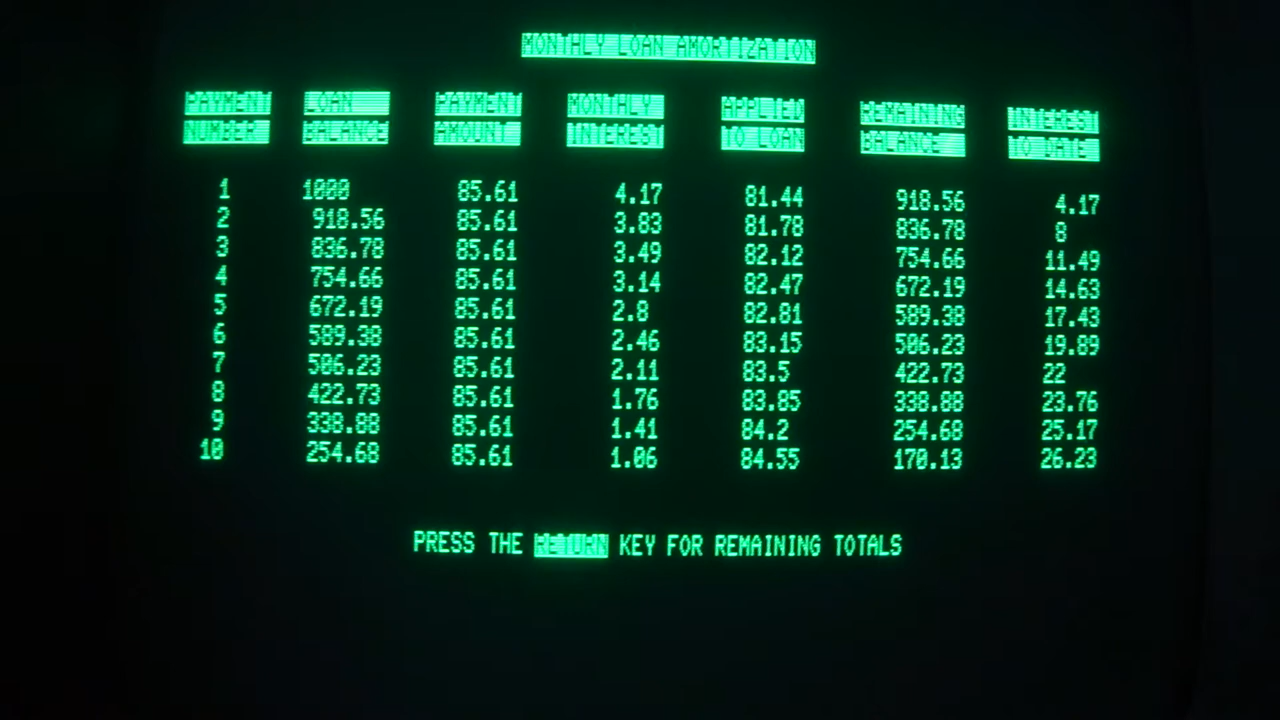 MONTHLY LOAN AMORTIZATION
PAYMENT LOAN PAYMENT MONTHLY APPLIED REMAINING INTEREST
NUMBER BALANCE AMOUNT INTEREST TO LOAN BALANCE TO DATE
1 1000 85.61 4.17 81.44 918.56 4.17
2 918.56 85.61 3.83 81.78 836.78 8
3 836.78 85.61 3.49 82.12 754.66 11.49
4 754.66 85.61 3.14 82.47 672.19 14.63
5 672.19 85.61 2.8 82.81 589.38 17.43
6 589.38 85.61 2.46 83.15 506.23 19.89
7 506.23 85.61 2.11 83.5 422.73 22
8 422.73 85.61 1.76 83.85 338.88 23.76
9 338.88 85.61 1.41 84.2 254.68 25.17
10 254.68 85.61 1.06 84.55 170.13 26.23
PRESS THE RETURN KEY FOR REMAINING TOTALS